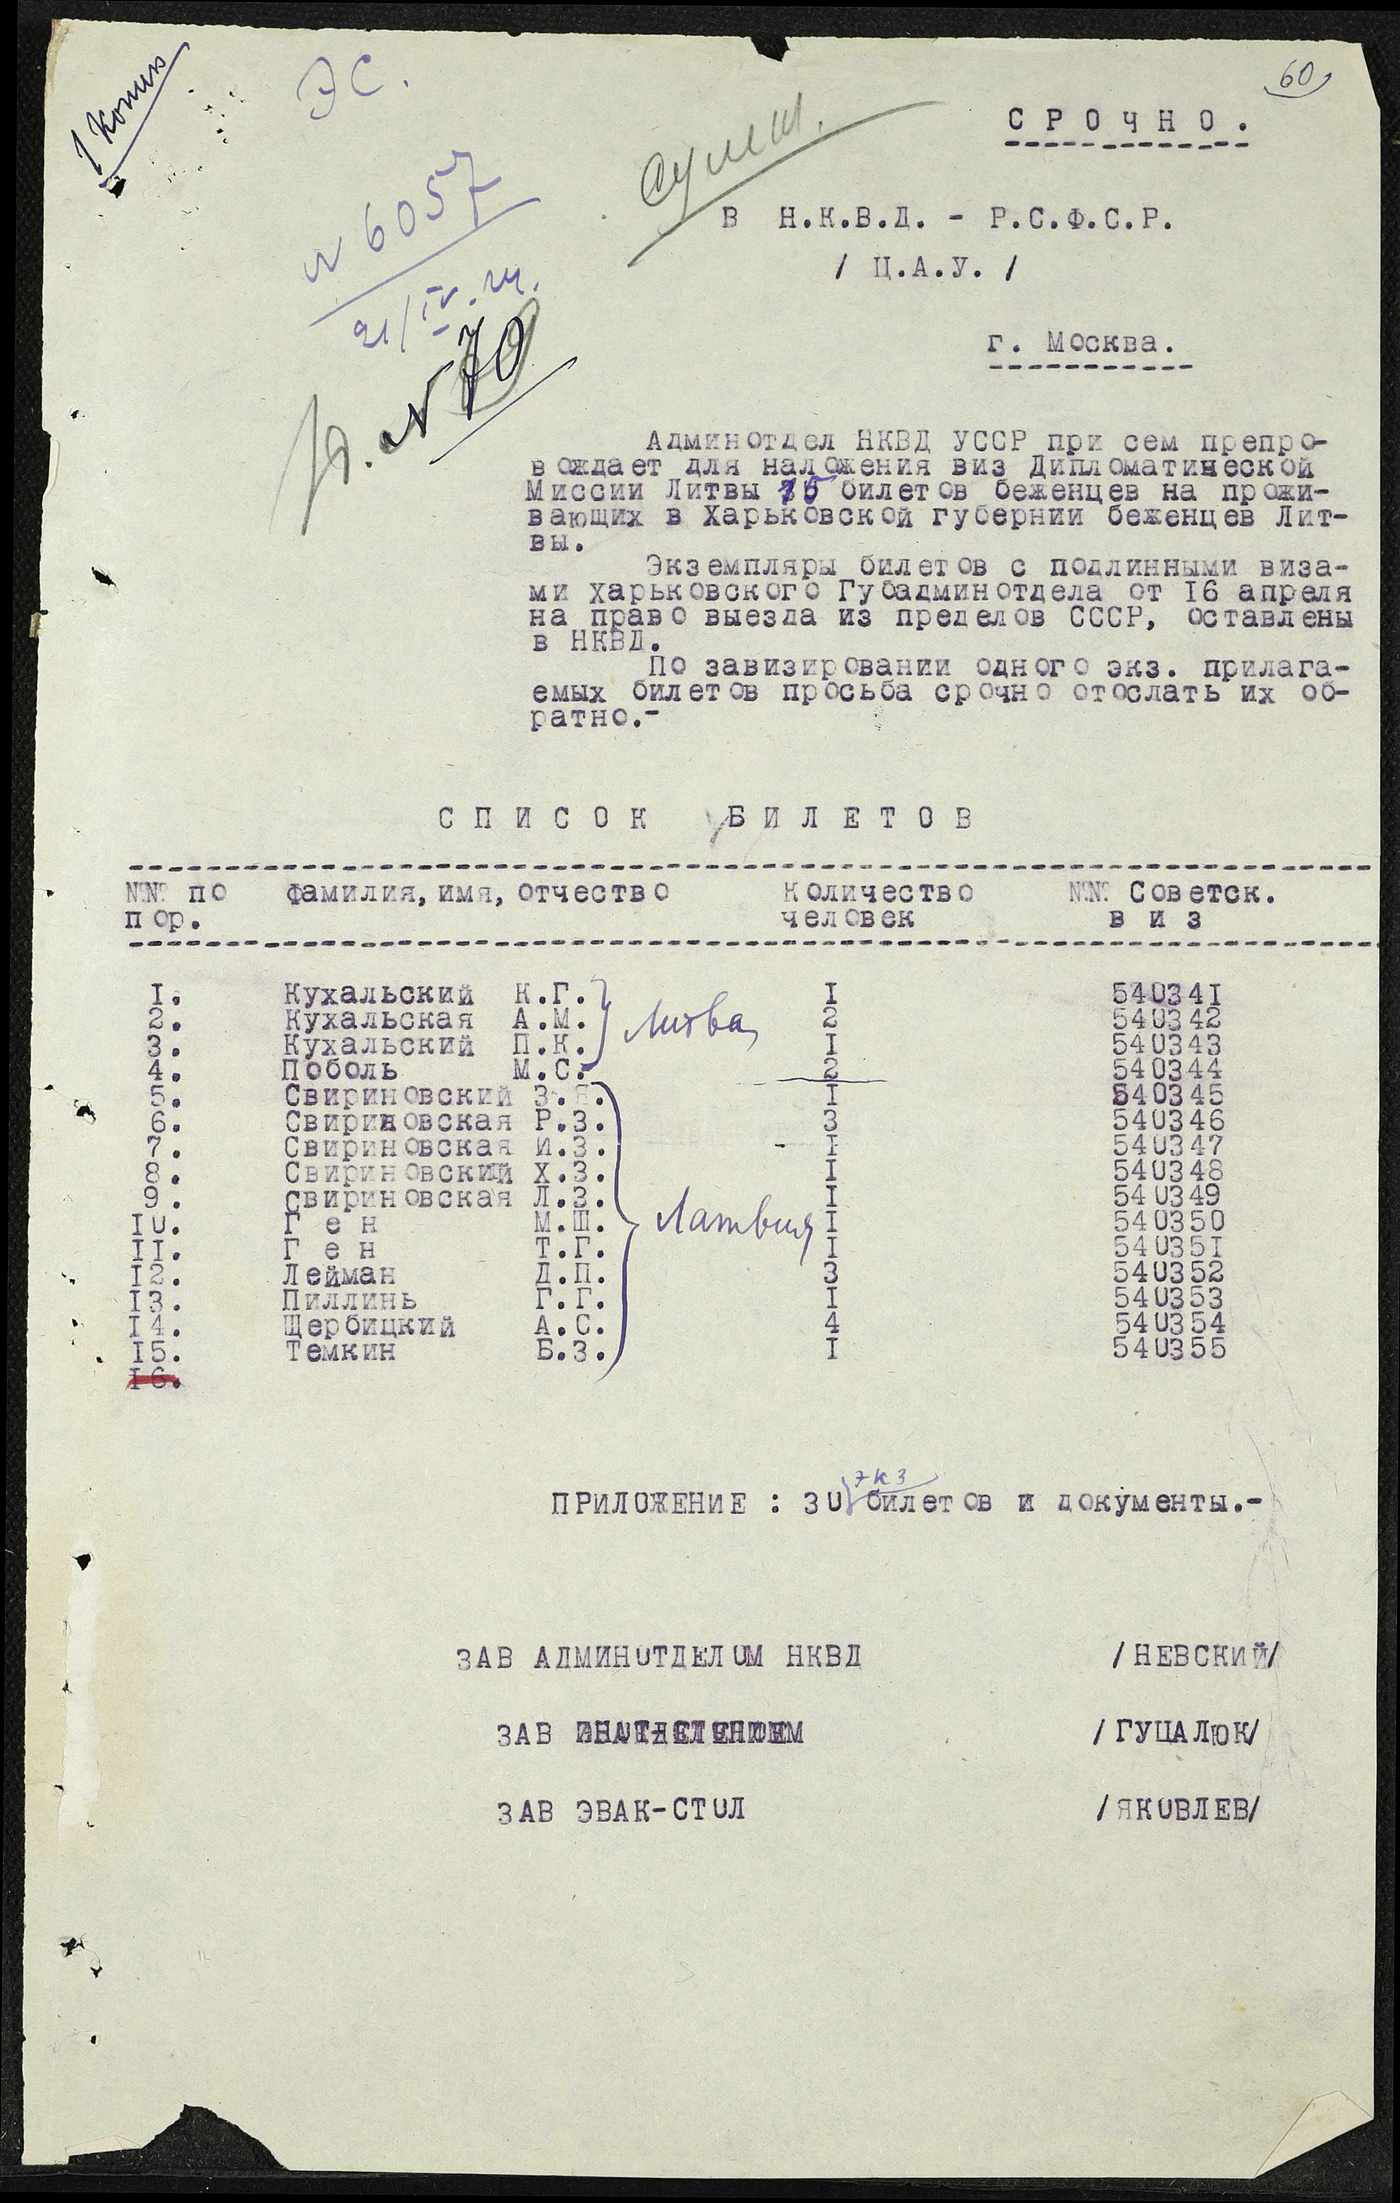 1 Копия
ЭС.
60
СРОЧНО.
N 6057
21/IV.24.
N 70
В Н.К.В.Д. - Р.С.Ф.С.Р.
/ Ц.А.У. /
г. Москва.
Админотдел НКВД УССР при сем препро-
вождает для наложения виз Дипломатической
Миссии Литвы 15 билетов беженцев на прожи-
вающих в Харьковской губернии беженцев Лит-
вы.
Экземпляры билетов с подлинными виза-
ми Харьковского Губадминотдела от 16 апреля
на право выезда из пределов СССР, оставлены
в НКВД.
По завизировании одного экз. прилага-
емых билетов просьба срочно отослать их об-
ратно.-
СПИСОК БИЛЕТОВ
№№ по Фамилия, имя, отчество Количество №№ Советск.
пор. человек виз
1. Кухальский К.Г. 1 540341
2. Кухальская А.М. Литва 2 540342
3. Кухальский П.К. 1 540343
4. Поболь М.С. 2 540344
5. Свириновский З. 1 540345
6. Свириновская Р.З. 3 540346
7. Свириновская И.З. 1 540347
8. Свириновский Х.З. 1 540348
9. Свириновская Л.З. 1 540349
10. Ген М.Ш. Латвия 1 540350
11. Ген Т.Г. 1 540351
12. Лейман Д.П. 3 540352
13. Пиллинь Г.Г. 1 540353
14. Щербицкий А.С. 4 540354
15. Темкин Б.З. 1 540355
16.
экз
ПРИЛОЖЕНИЕ : 30 билетов и документы.-
ЗАВ АДМИНОТДЕЛОМ НКВД /НЕВСКИЙ/
ЗАВ /ГУЦАЛЮК/
ЗАВ ЭВАК-СТОЛ /ЯКОВЛЕВ/